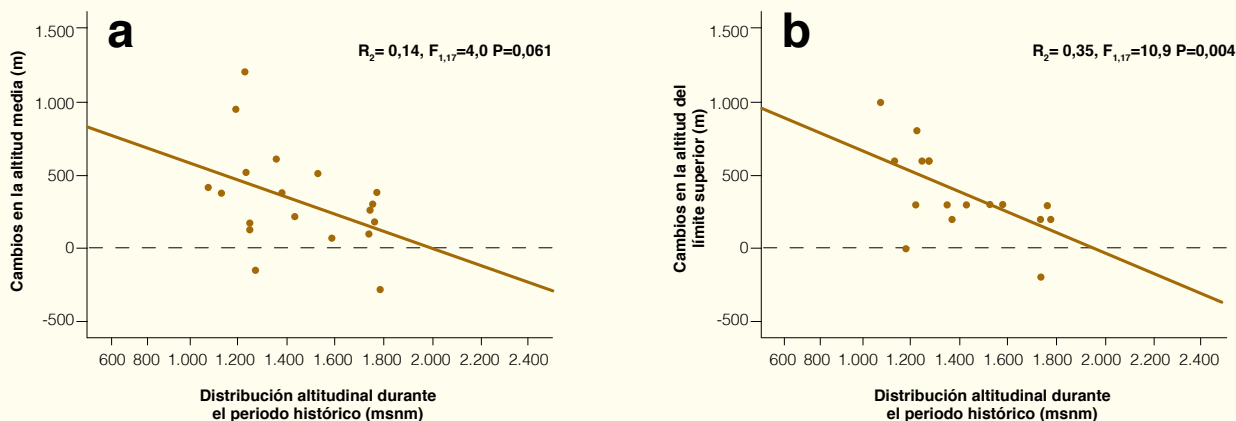 a
R2= 0,14, F1,17=4,0 P=0,061
Cambios en la altitud media (m)
1.500
1.000
500
0
-500
600 800 1.000 1.200 1.400 1.600 1.800 2.000 2.200 2.400
Distribución altitudinal durante
el periodo histórico (msnm)
b
R2= 0,35, F1,17=10,9 P=0,004
Cambios en la altitud del
límite superior (m)
1.500
1.000
500
0
-500
600 800 1.000 1.200 1.400 1.600 1.800 2.000 2.200 2.400
Distribución altitudinal durante
el periodo histórico (msnm)